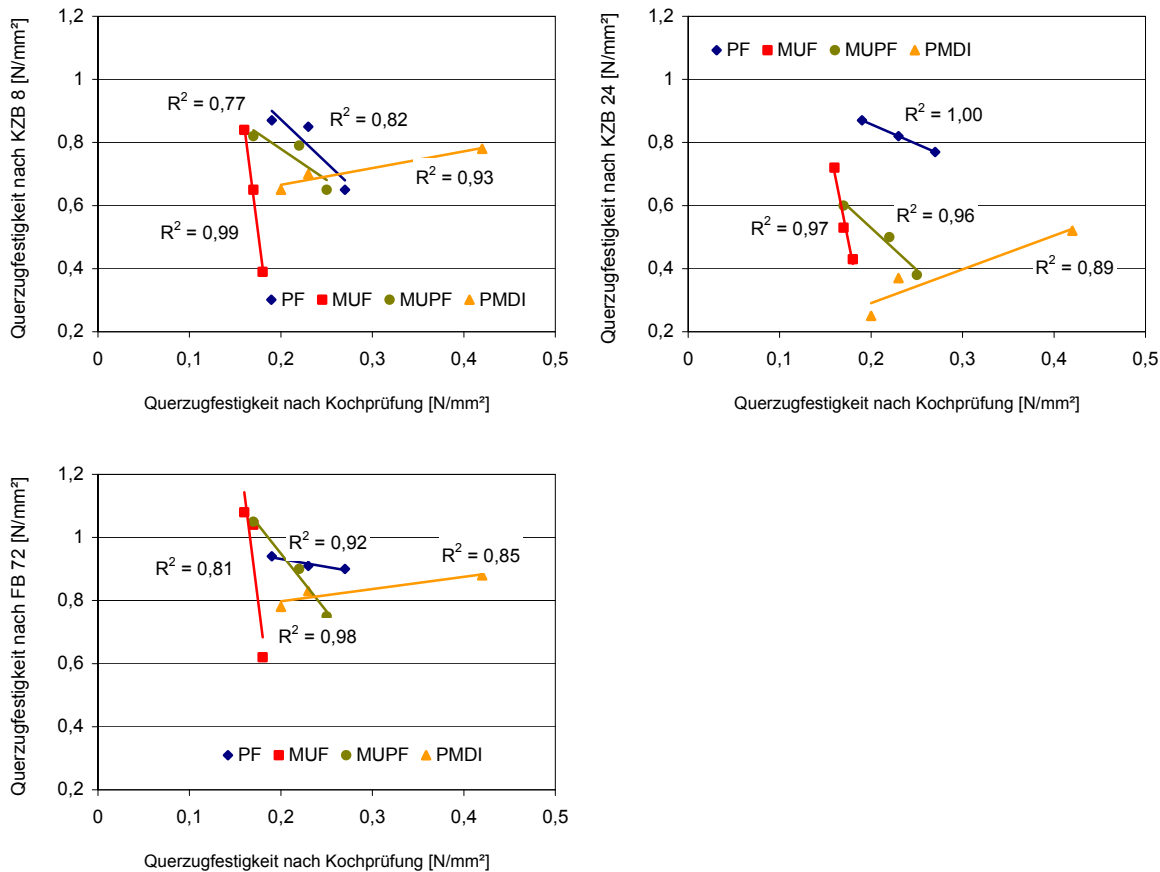 Querzugfestigkeit nach KZB 8 [N/mm²]
1,2
1
0,8
0,6
0,4
0,2
R² = 0,77
R² = 0,82
R² = 0,93
R² = 0,99
PF MUF MUPF PMDI
0 0,1 0,2 0,3 0,4 0,5
Querzugfestigkeit nach Kochprüfung [N/mm²]
Querzugfestigkeit nach KZB 24 [N/mm²]
1,2
1
0,8
0,6
0,4
0,2
PF MUF MUPF PMDI
R² = 1,00
R² = 0,96
R² = 0,97
R² = 0,89
0 0,1 0,2 0,3 0,4 0,5
Querzugfestigkeit nach Kochprüfung [N/mm²]
Querzugfestigkeit nach FB 72 [N/mm²]
1,2
1
0,8
0,6
0,4
0,2
R² = 0,92
R² = 0,85
R² = 0,81
R² = 0,98
PF MUF MUPF PMDI
0 0,1 0,2 0,3 0,4 0,5
Querzugfestigkeit nach Kochprüfung [N/mm²]